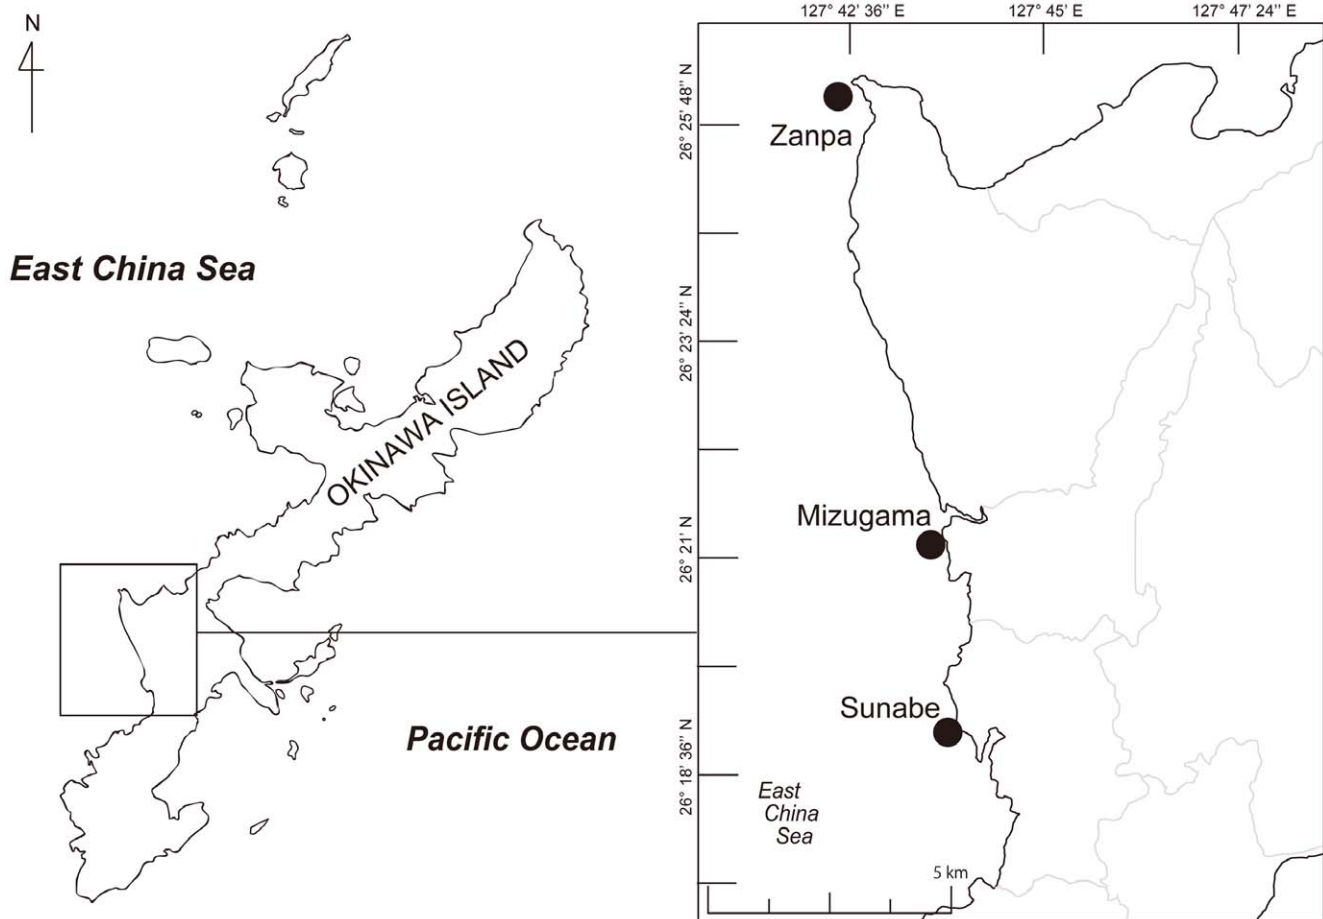 N
East China Sea
OKINAWA ISLAND
Pacific Ocean
127° 42' 36" E
127° 45' E
127° 47' 24" E
26° 25' 48" N
Zanpa
26° 23' 24" N
Mizugama
26° 21' N
Sunabe
26° 18' 36" N
East
China
Sea
5 km